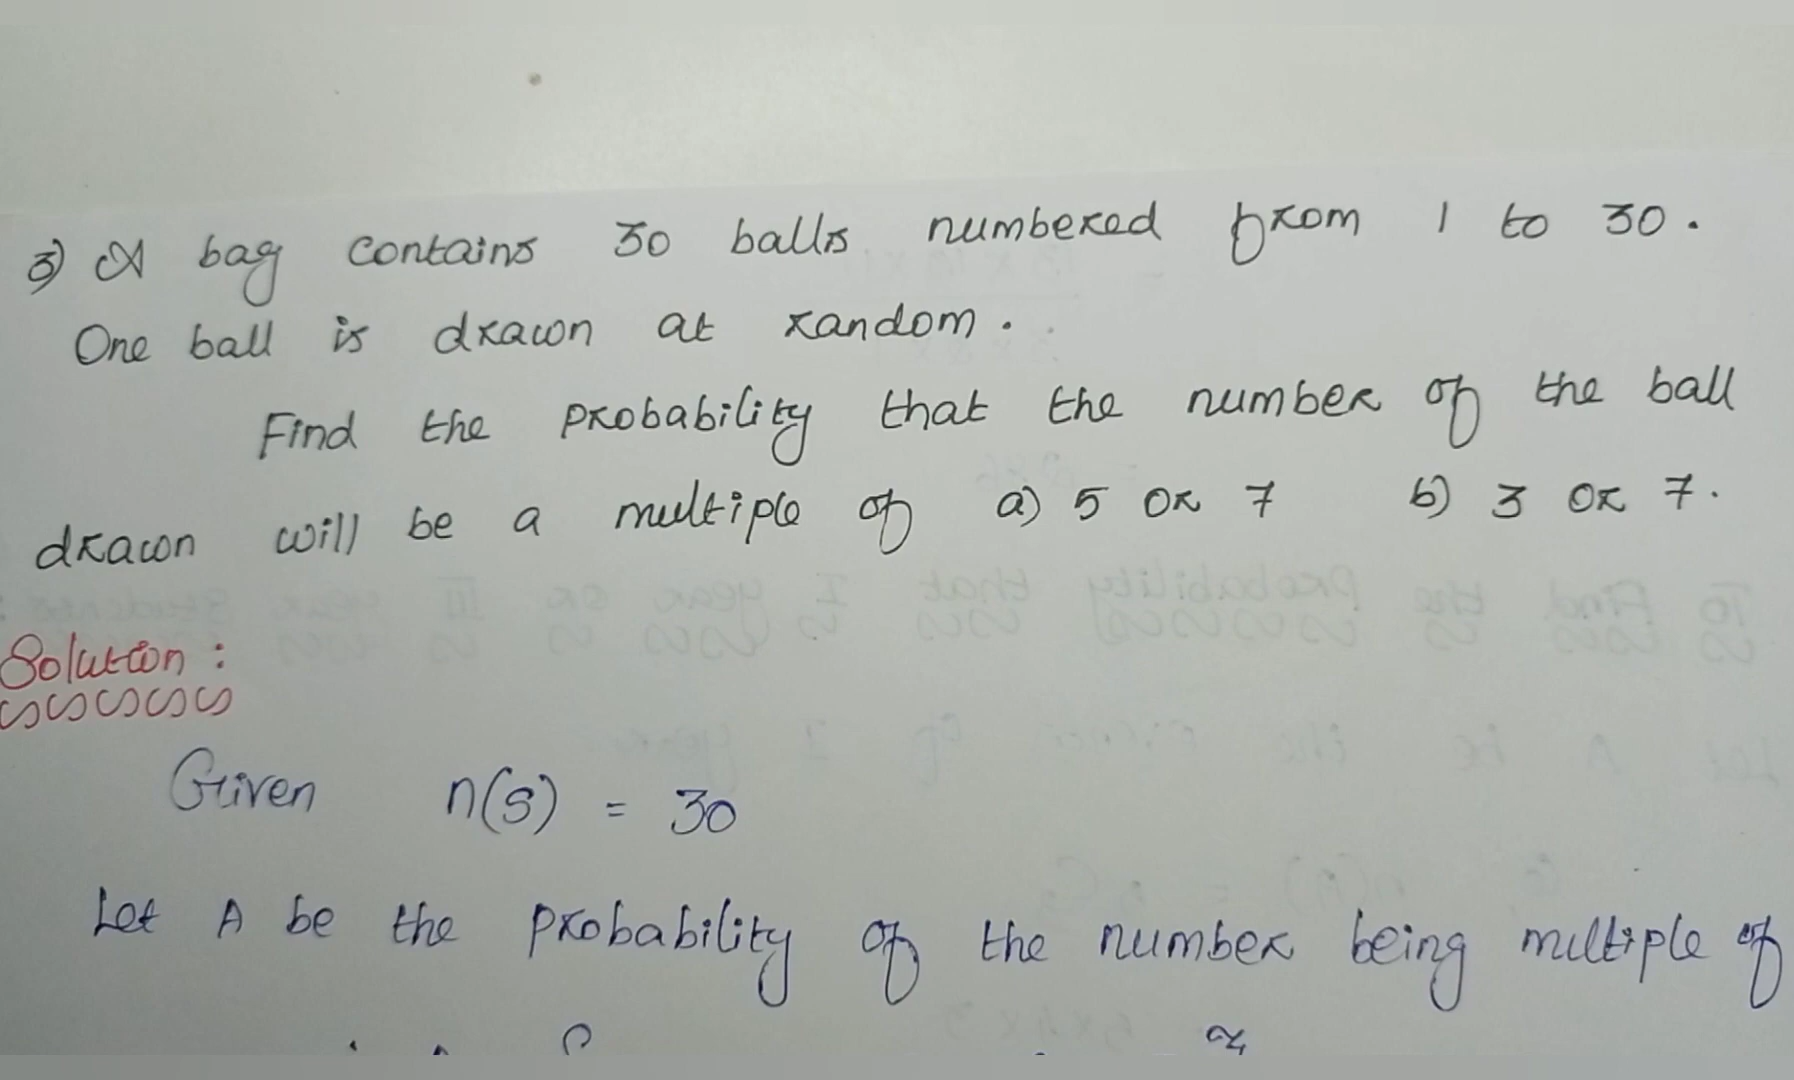 3) A bag contains 30 balls numbered from 1 to 30.
One ball is drawn at random.
Find the probability that the number of the ball
drawn will be a multiple of a) 5 or 7 b) 3 or 7.
Solution :
Given n(S) = 30
Let A be the probability of the number being multiple of